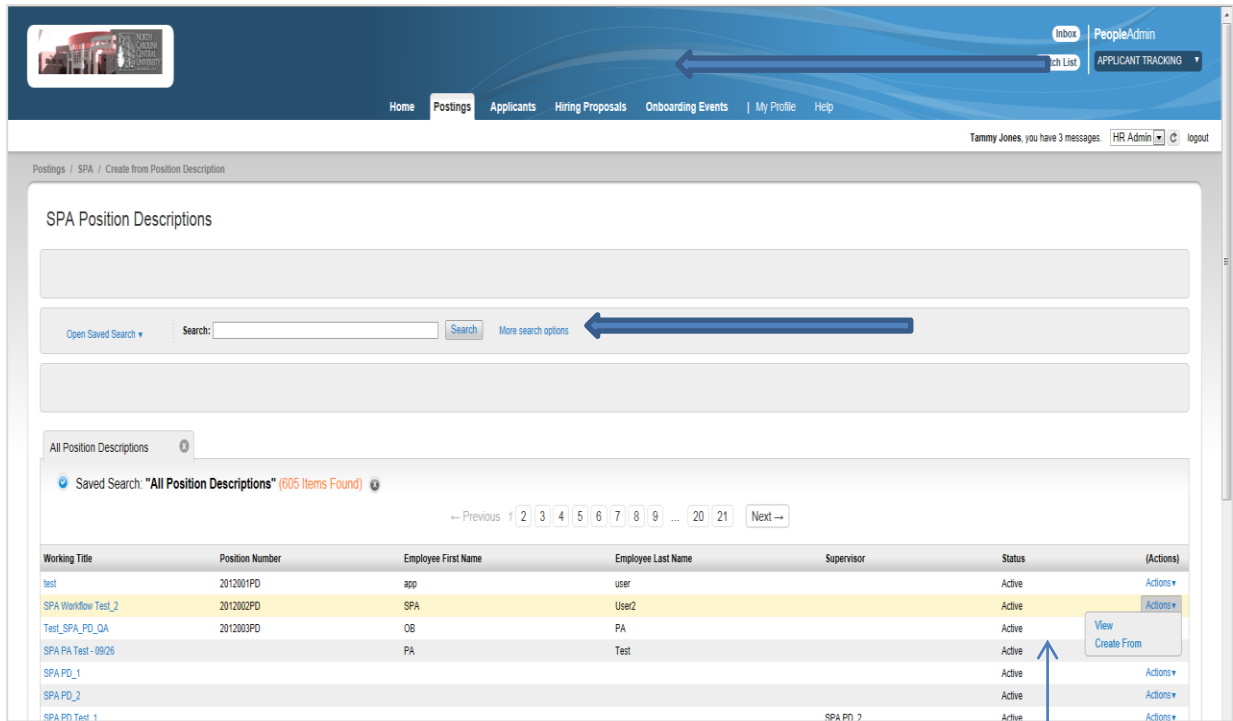 NORTH
CAROLINA
CENTRAL
UNIVERSITY
Inbox PeopleAdmin
tch List APPLICANT TRACKING
Home Postings Applicants Hiring Proposals Onboarding Events | My Profile Help
Tammy Jones, you have 3 messages. HR Admin logout
Postings / SPA / Create from Position Description
SPA Position Descriptions
Open Saved Search Search: Search More search options
All Position Descriptions
Saved Search: "All Position Descriptions" (605 Items Found)
← Previous 1 2 3 4 5 6 7 8 9 ... 20 21 Next →
Working Title Position Number Employee First Name Employee Last Name Supervisor Status (Actions)
test 2012001PD app user Active Actions
SPA Workflow Test_2 2012002PD SPA User2 Active Actions
Test_SPA_PD_QA 2012003PD OB PA Active View
SPA PA Test - 09/26 PA Test Active Create From
SPA PD_1 Active Actions
SPA PD_2 Active Actions
SPA PD Test_1 SPA PD_2 Active Actions